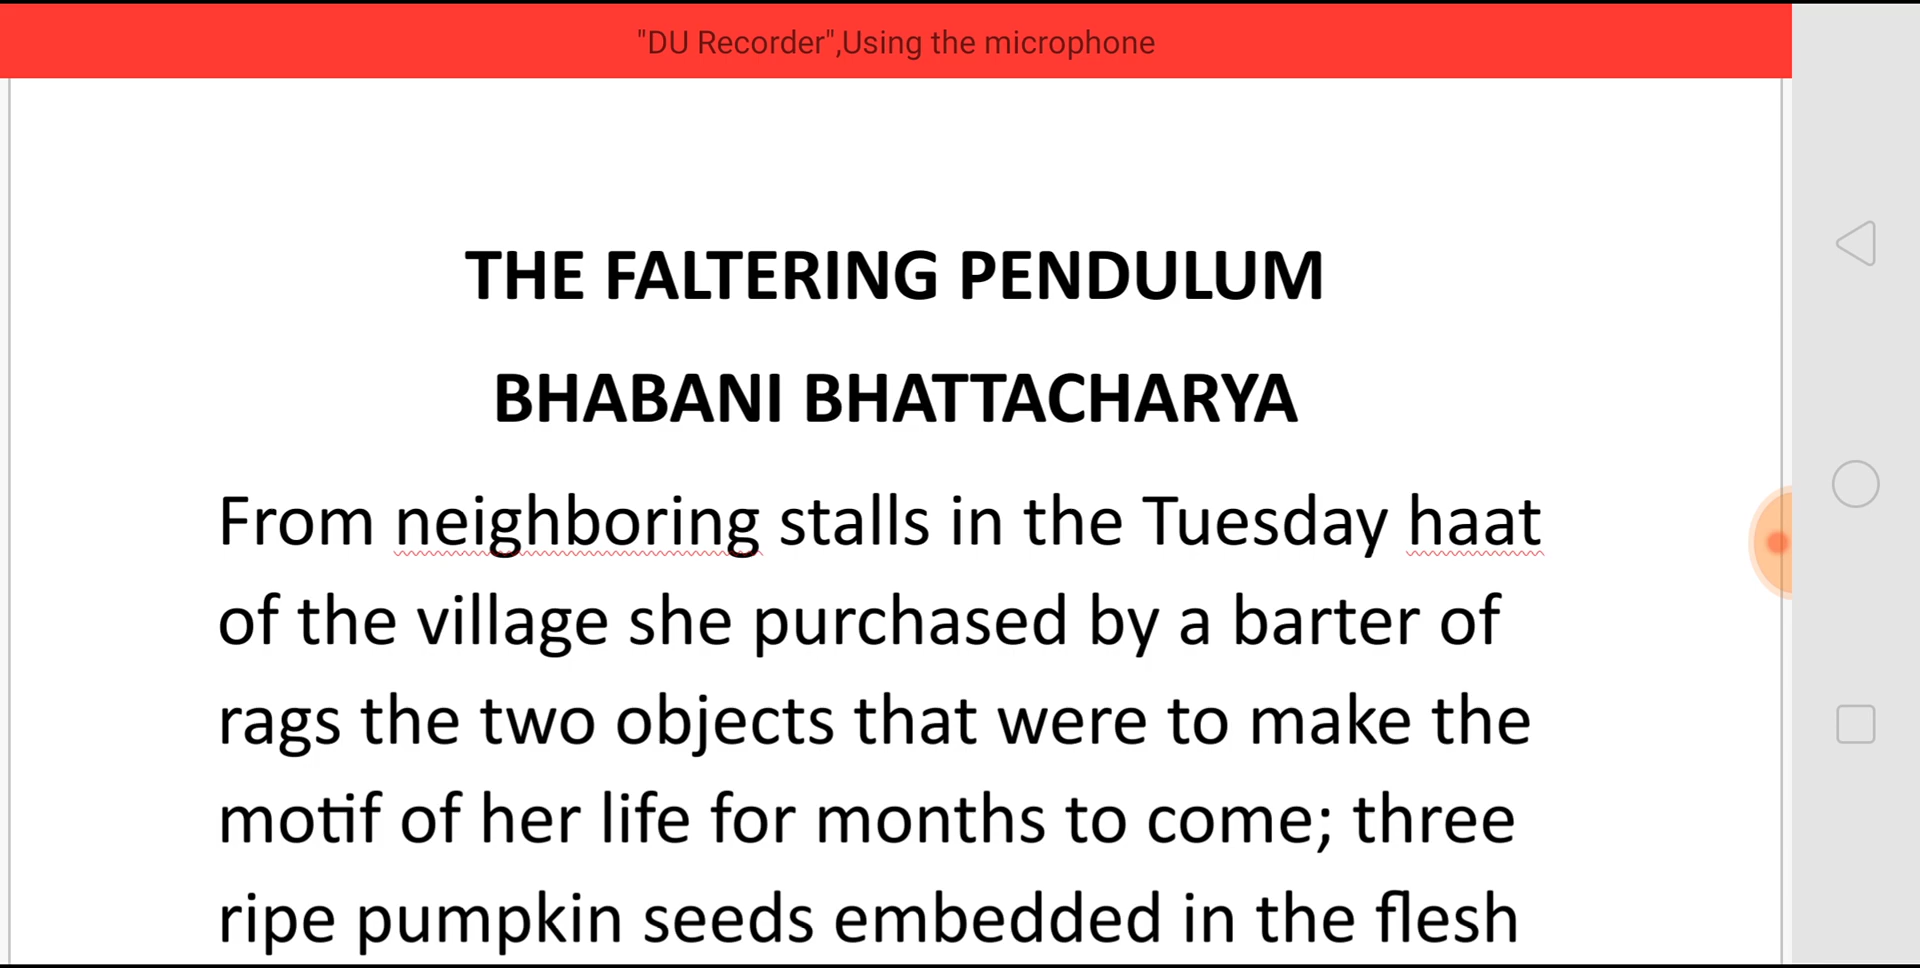 "DU Recorder",Using the microphone
THE FALTERING PENDULUM
BHABANI BHATTACHARYA
From neighboring stalls in the Tuesday haat
of the village she purchased by a barter of
rags the two objects that were to make the
motif of her life for months to come; three
ripe pumpkin seeds embedded in the flesh